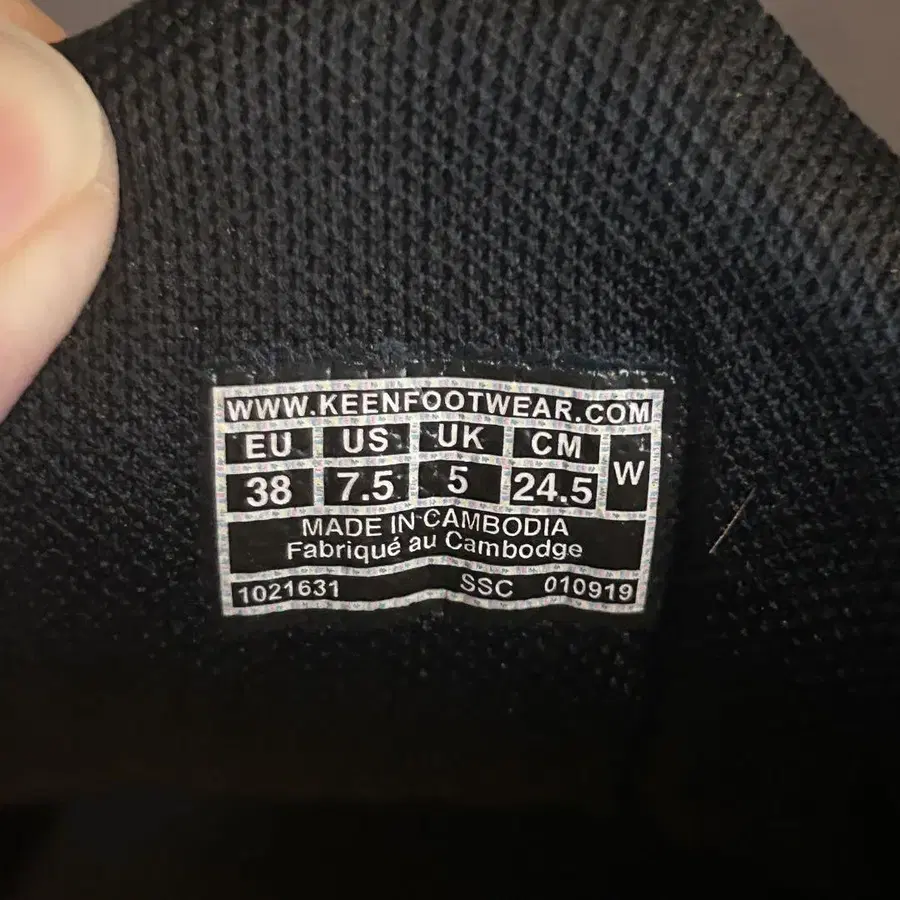 WWW.KEENFOOTWEAR.COM
EU US UK CM W
38 7.5 5 24.5
MADE IN CAMBODIA
Fabriqué au Cambodge
1021631 SSC 010919